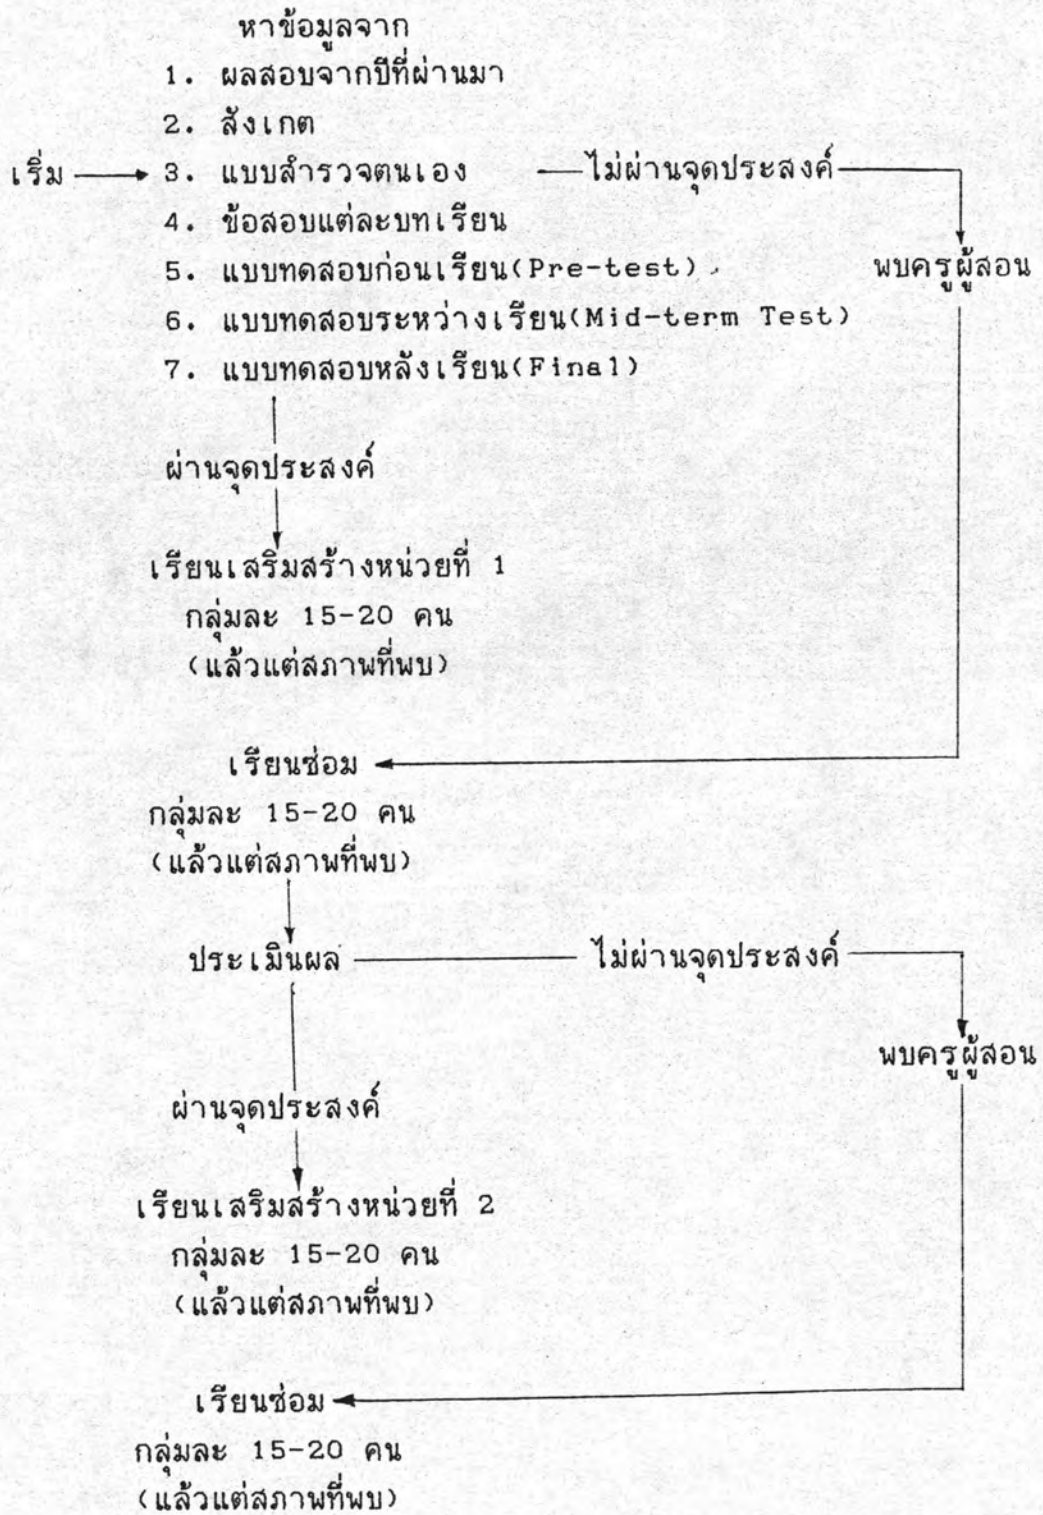 หาข้อมูลจาก
1. ผลสอบจากปีที่ผ่านมา
2. สังเกต
เริ่ม 3. แบบสำรวจตนเอง ไม่ผ่านจุดประสงค์
4. ข้อสอบแต่ละบทเรียน
5. แบบทดสอบก่อนเรียน(Pre-test) พบครูผู้สอน
6. แบบทดสอบระหว่างเรียน(Mid-term Test)
7. แบบทดสอบหลังเรียน(Final)
ผ่านจุดประสงค์
เรียนเสริมสร้างหน่วยที่ 1
กลุ่มละ 15-20 คน
(แล้วแต่สภาพที่พบ)
เรียนซ่อม
กลุ่มละ 15-20 คน
(แล้วแต่สภาพที่พบ)
ประเมินผล ไม่ผ่านจุดประสงค์
พบครูผู้สอน
ผ่านจุดประสงค์
เรียนเสริมสร้างหน่วยที่ 2
กลุ่มละ 15-20 คน
(แล้วแต่สภาพที่พบ)
เรียนซ่อม
กลุ่มละ 15-20 คน
(แล้วแต่สภาพที่พบ)